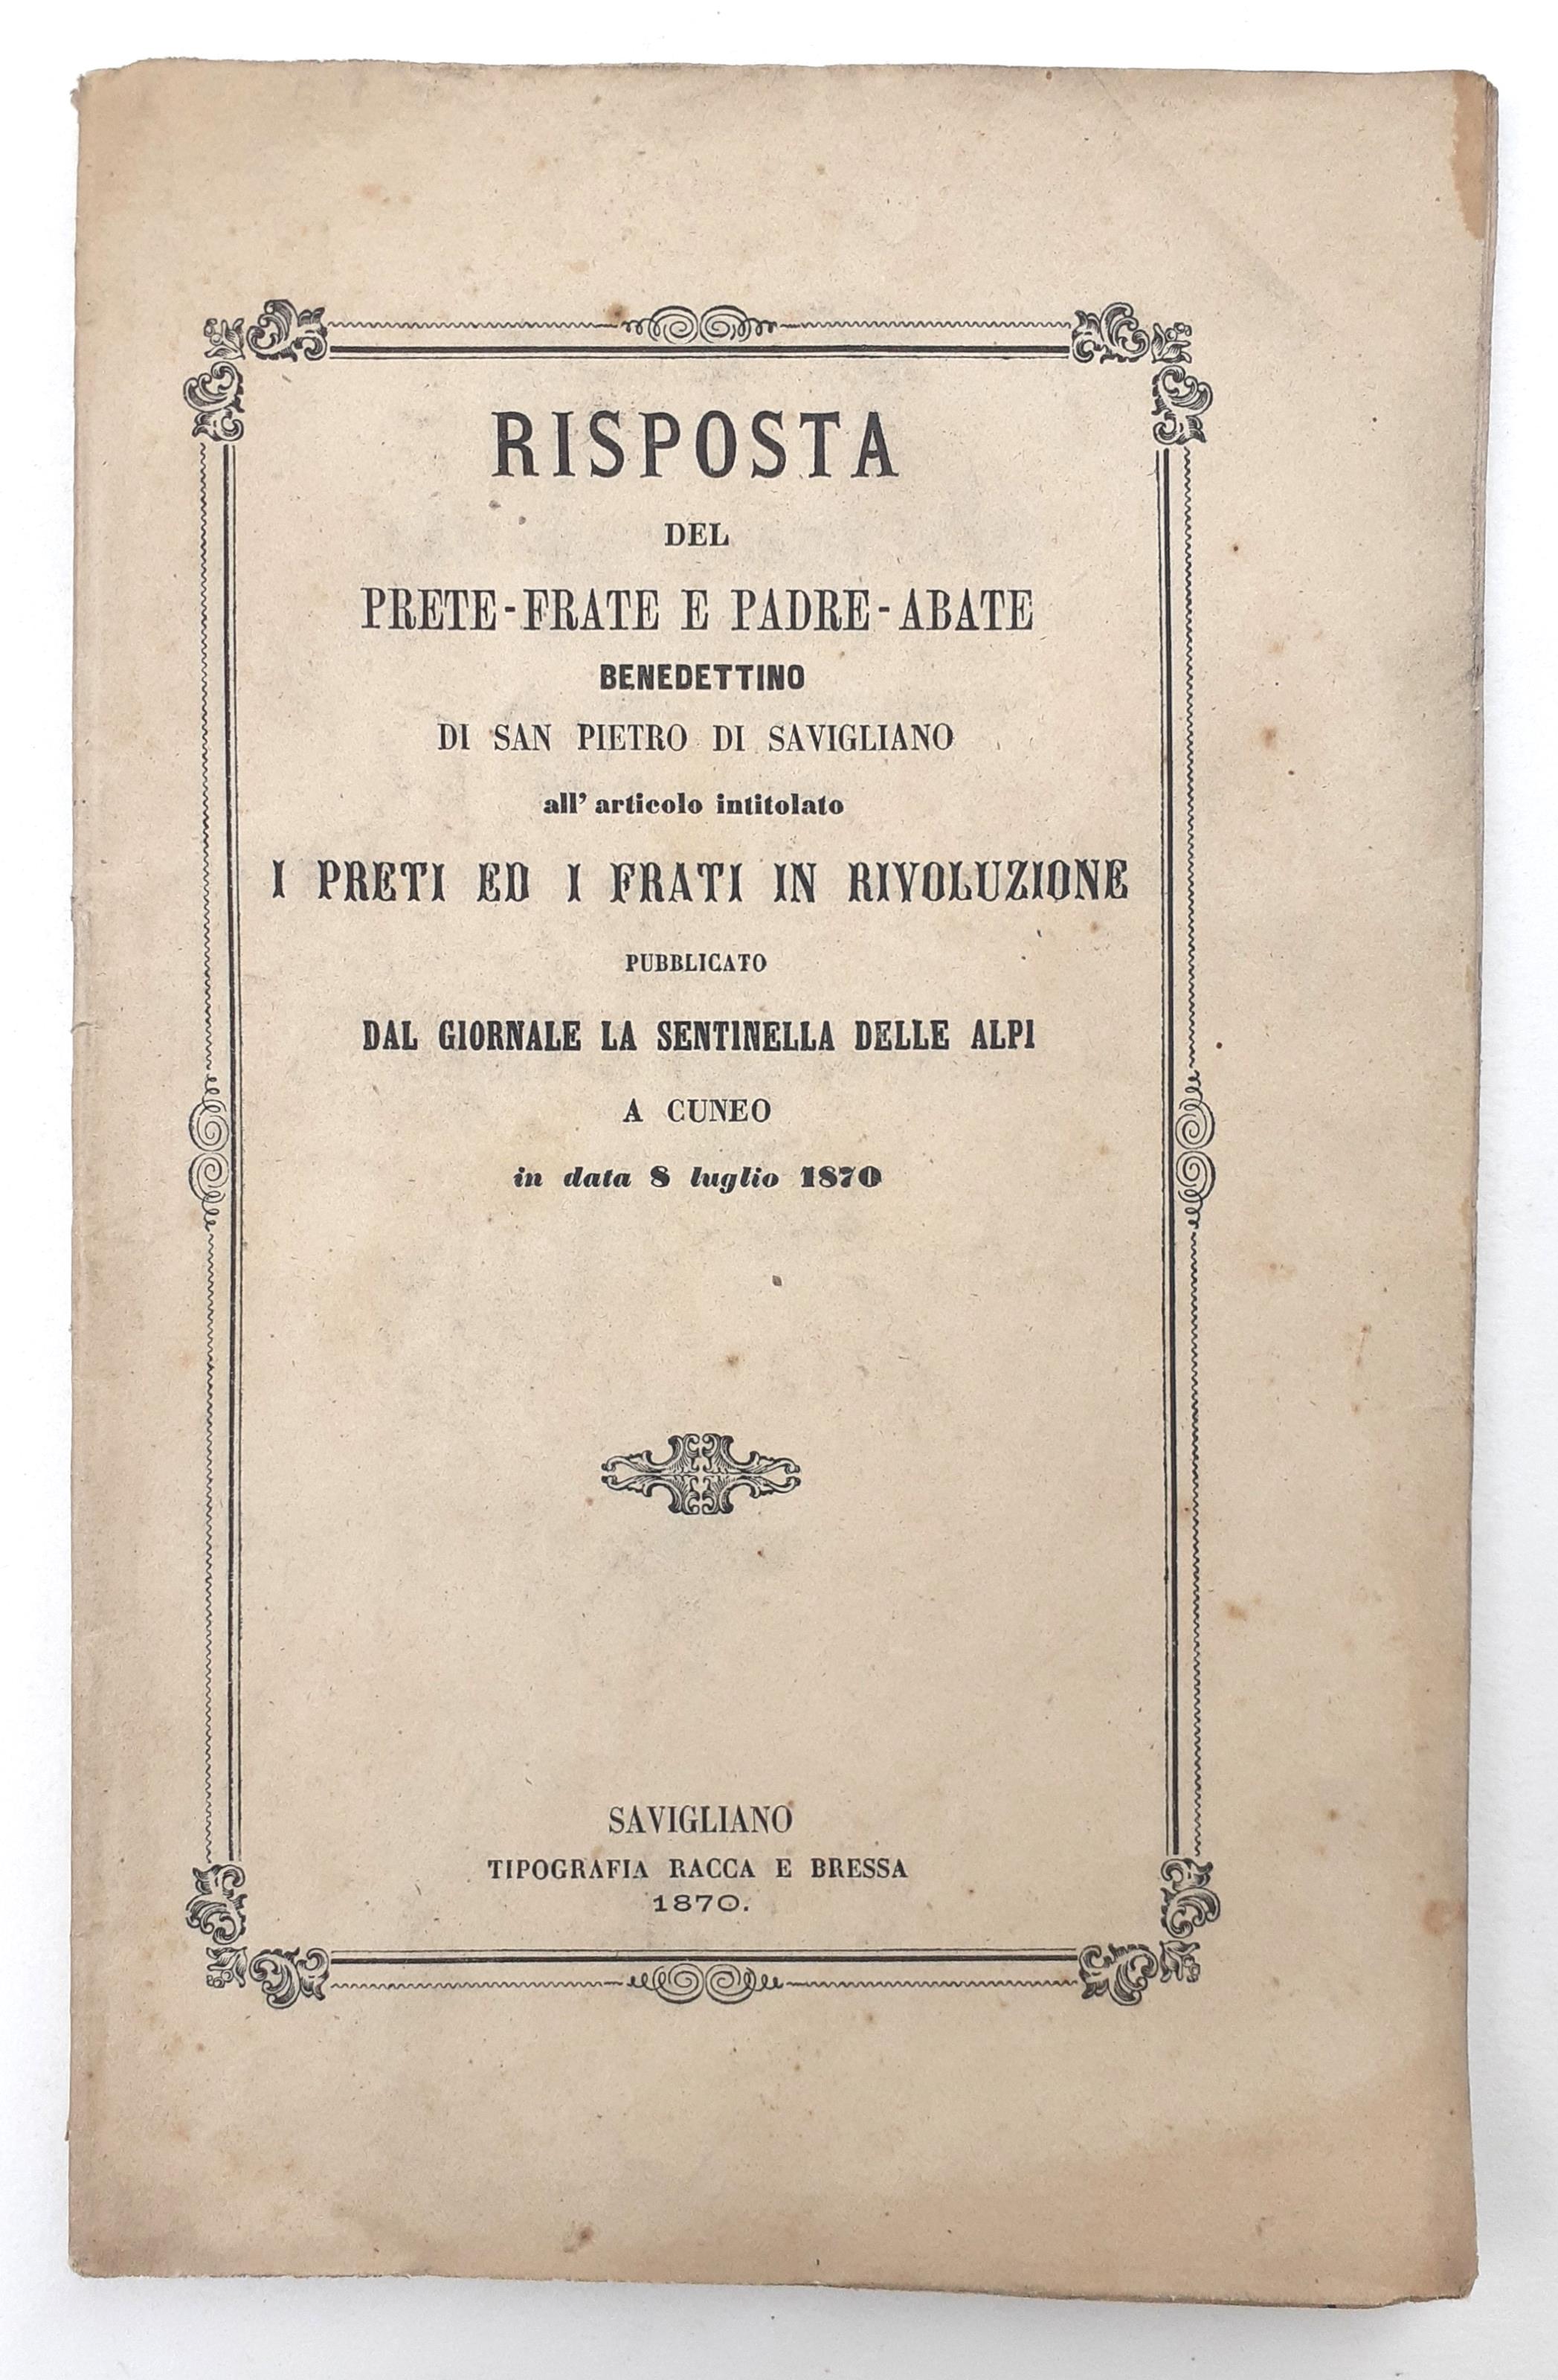 RISPOSTA
DEL
PRETE-FRATE E PADRE-ABATE
BENEDETTINO
DI SAN PIETRO DI SAVIGLIANO
all' articolo intitolato
I PRETI ED I FRATI IN RIVOLUZIONE
PUBBLICATO
DAL GIORNALE LA SENTINELLA DELLE ALPI
A CUNEO
in data 8 luglio 1870
SAVIGLIANO
TIPOGRAFIA RACCA E BRESSA
1870.